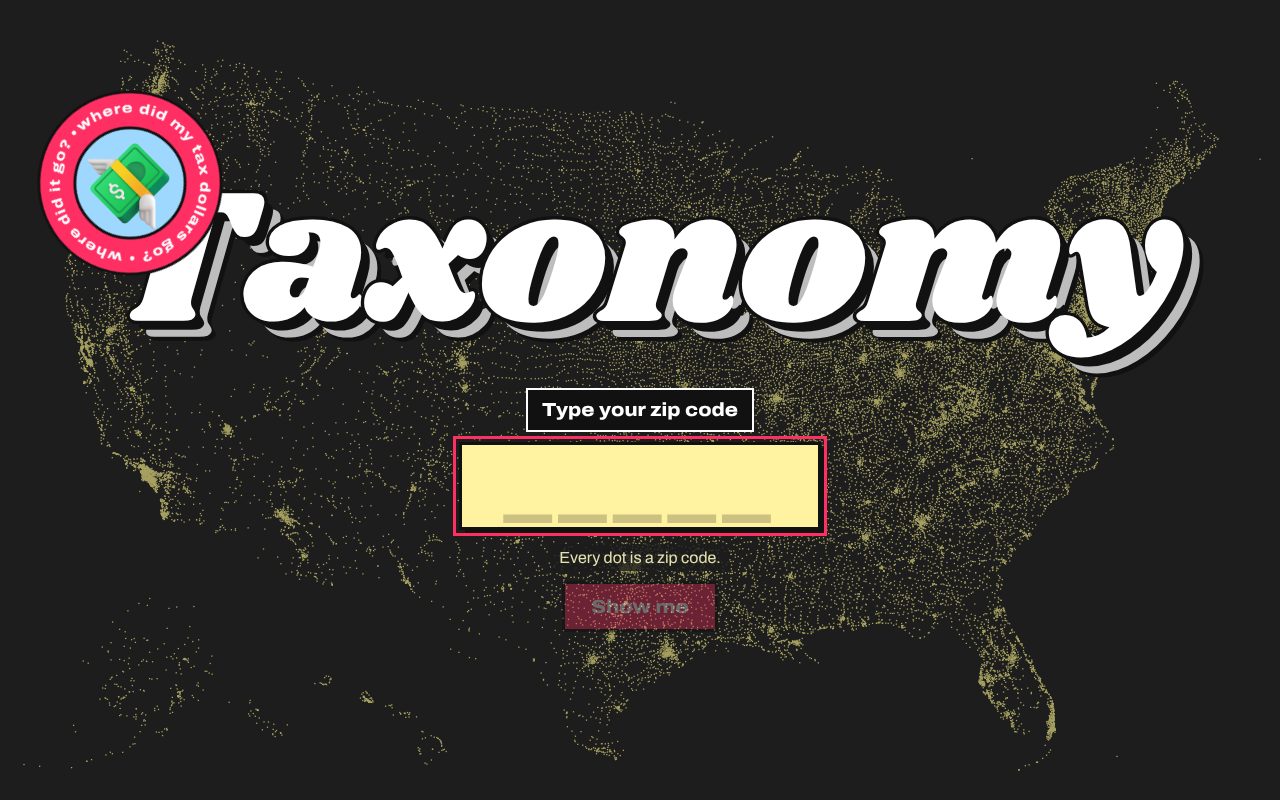 where did my tax dollars go? • where did it go? •
$
Taxonomy
Type your zip code
Every dot is a zip code.
Show me